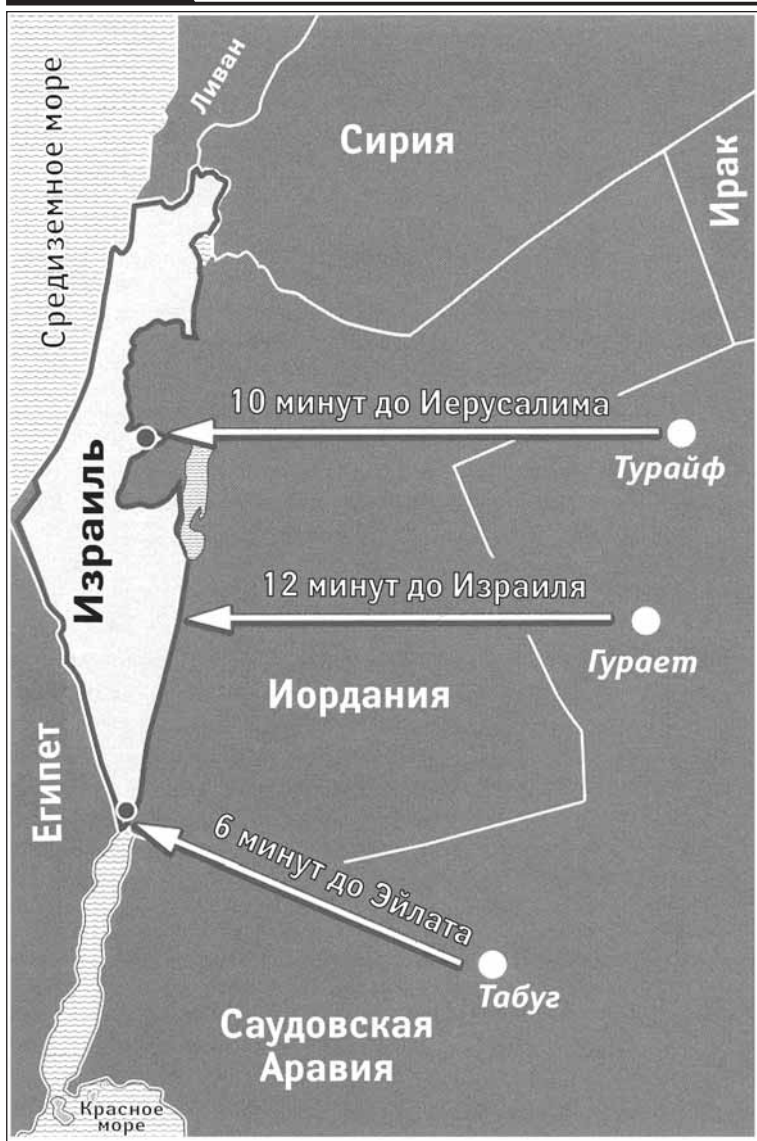 Ливан
Средиземное море
Сирия
Ирак
10 минут до Иерусалима
Турайф
Израиль
12 минут до Израиля
Гурает
Иордания
Египет
6 минут до Эйлата
Табуг
Саудовская
Аравия
Красное
море